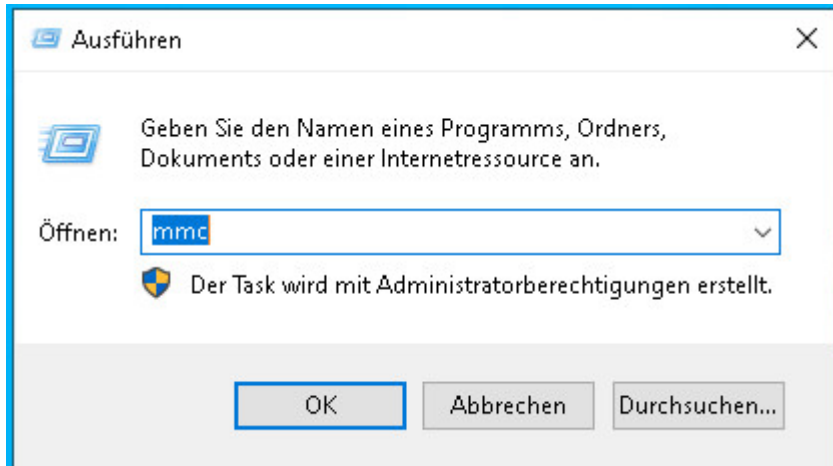 Ausführen
Geben Sie den Namen eines Programms, Ordners,
Dokuments oder einer Internetressource an.
Öffnen: mmc
Der Task wird mit Administratorberechtigungen erstellt.
OK Abbrechen Durchsuchen...